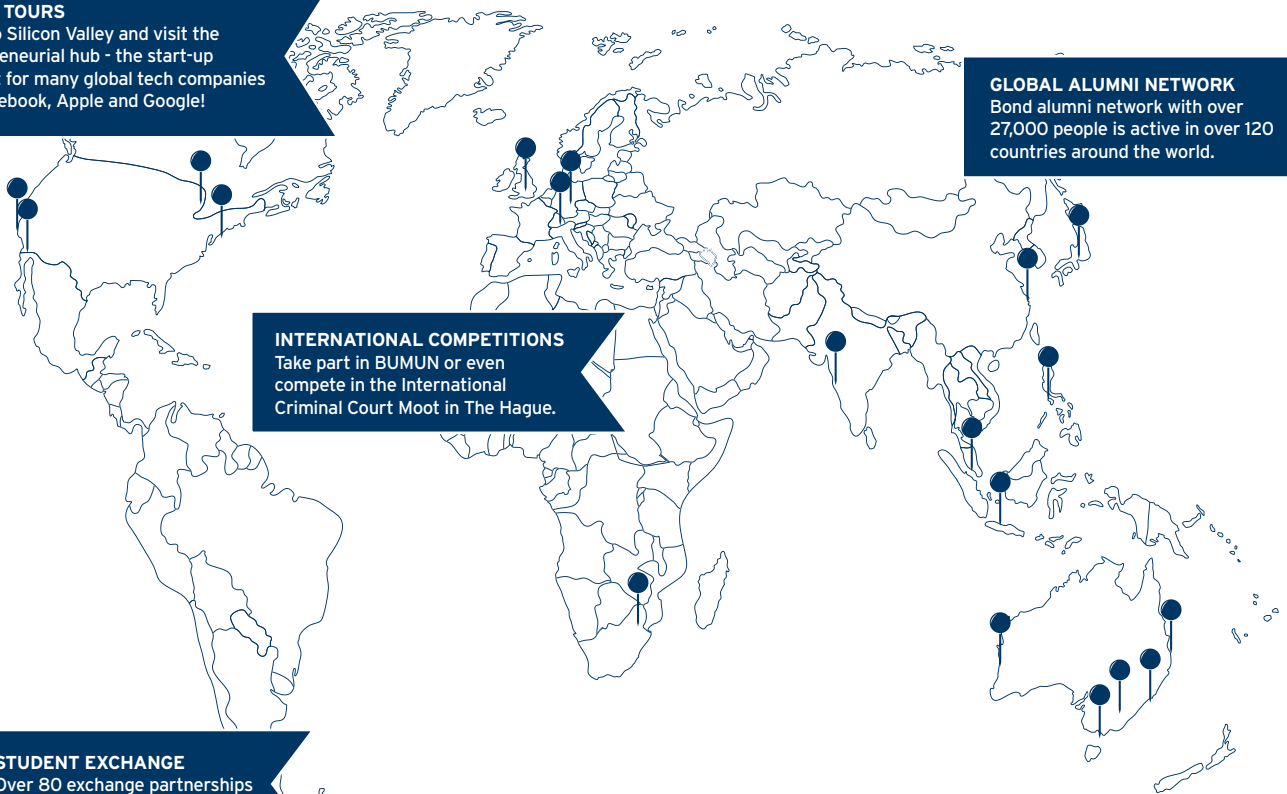 TOURS
Silicon Valley and visit the
eneurial hub - the start-up
for many global tech companies
ebook, Apple and Google!
GLOBAL ALUMNI NETWORK
Bond alumni network with over
27,000 people is active in over 120
countries around the world.
INTERNATIONAL COMPETITIONS
Take part in BUMUN or even
compete in the International
Criminal Court Moot in The Hague.
STUDENT EXCHANGE
Over 80 exchange partnerships